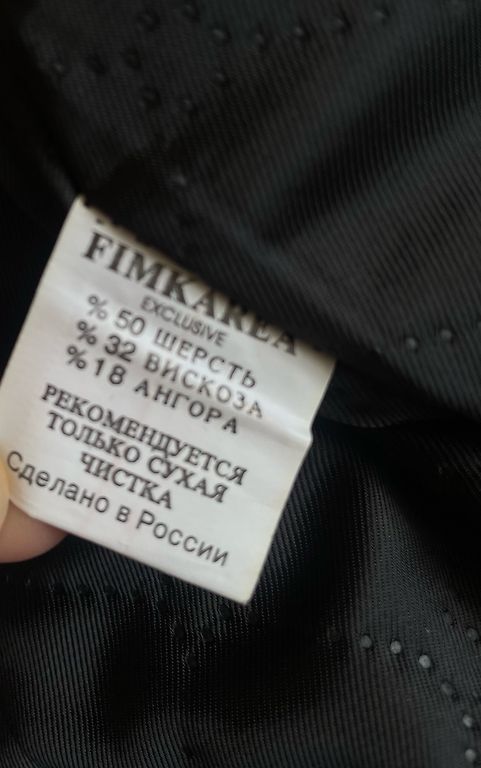 FIMKAREA
EXCLUSIVE
% 50 ШЕРСТЬ
% 32 ВИСКОЗА
% 18 АНГОРА
РЕКОМЕНДУЕТСЯ
ТОЛЬКО СУХАЯ
ЧИСТКА
Сделано в России